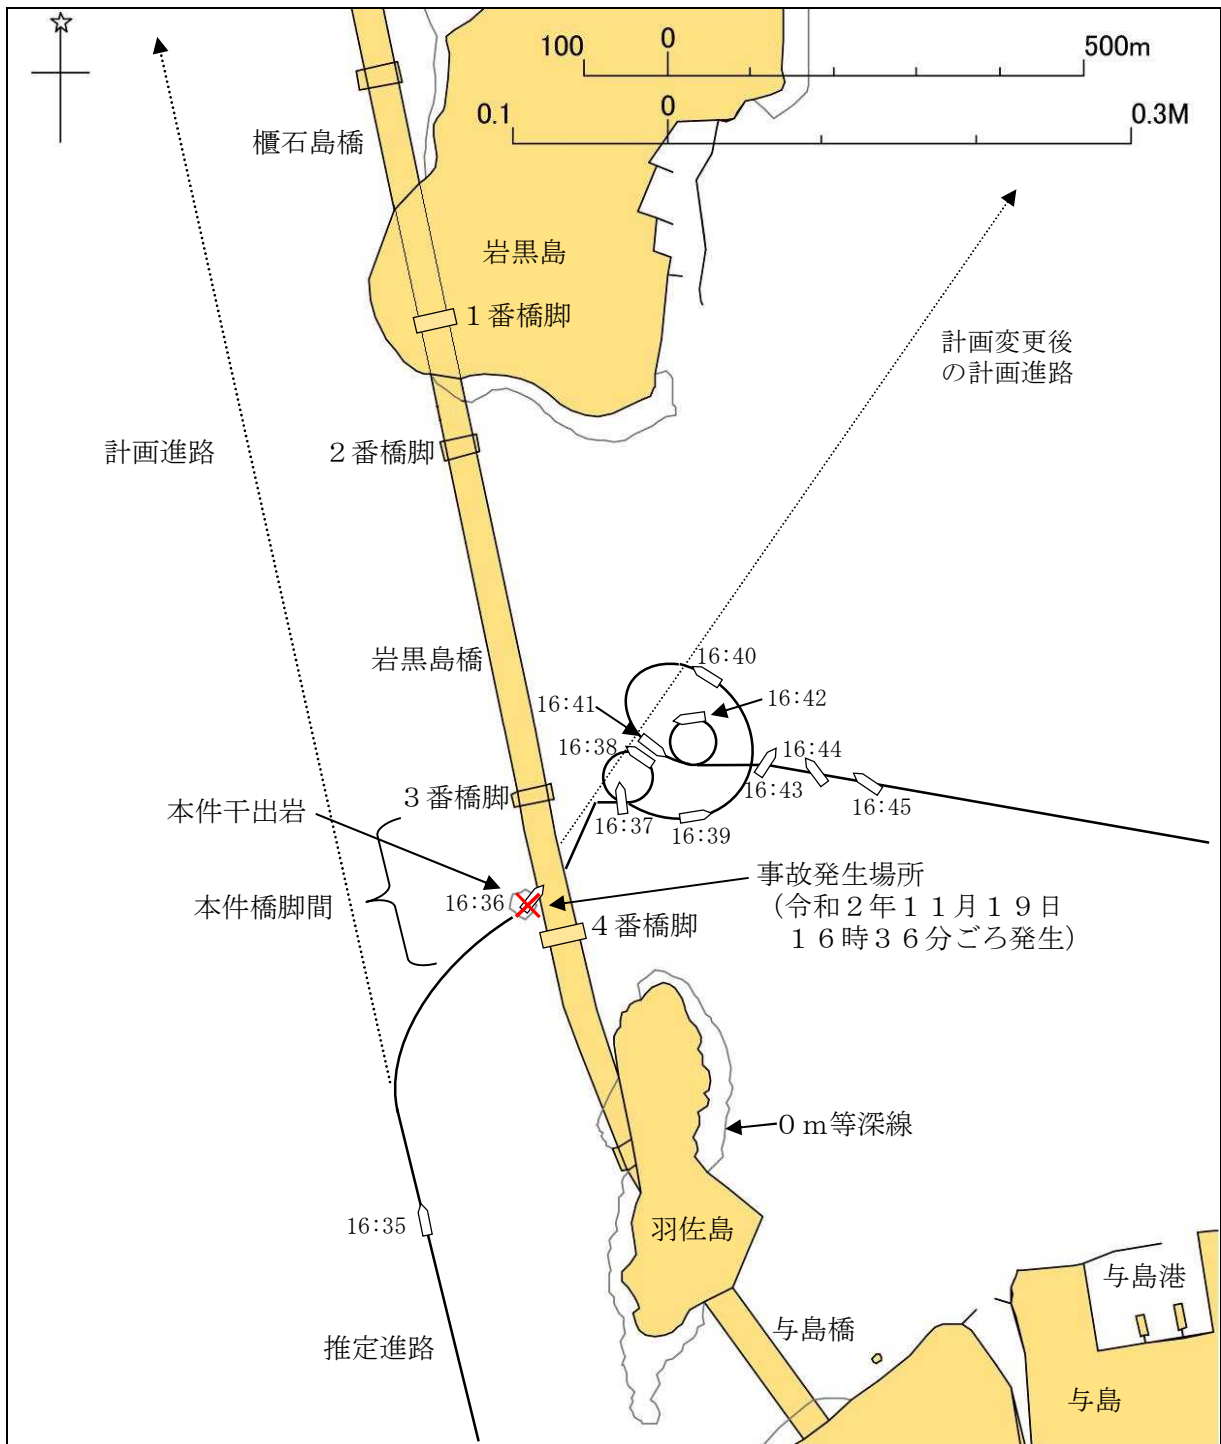 100
0
500m
0.1
0
0.3M
櫃石島橋
岩黒島
1番橋脚
計画変更後
の計画進路
計画進路
2番橋脚
岩黒島橋
16:40
16:41
16:42
16:38
16:44
16:43
16:45
3番橋脚
16:37
16:39
本件干出岩
本件橋脚間
16:36
事故発生場所
(令和2年11月19日
16時36分ごろ発生)
4番橋脚
0m等深線
16:35
羽佐島
与島港
与島橋
推定進路
与島